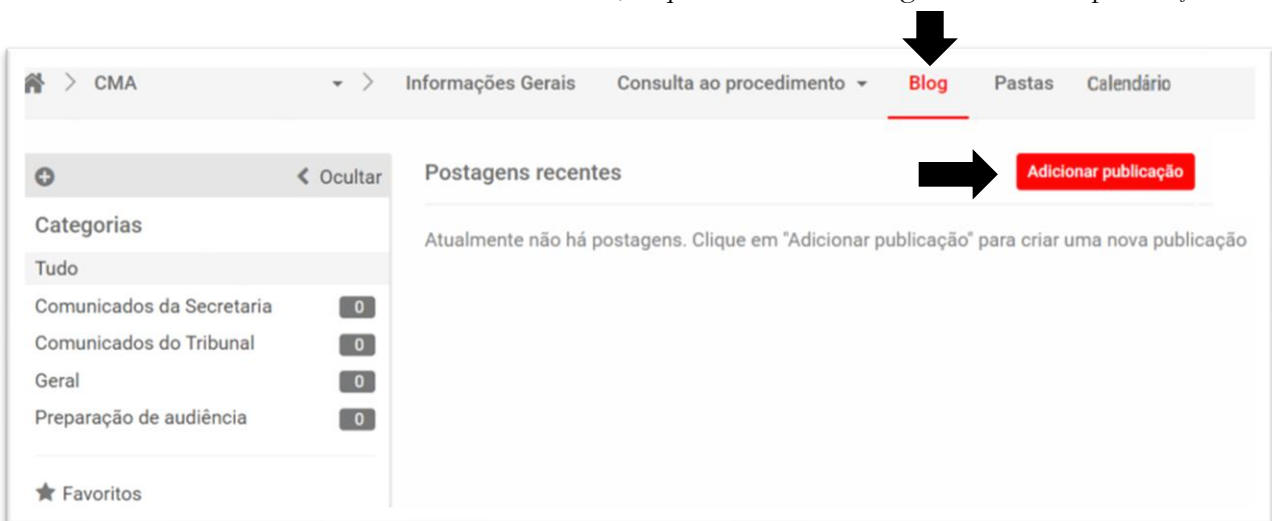 CMA Informações Gerais Consulta ao procedimento Blog Pastas Calendário
Ocultar
Categorias
Tudo
Comunicados da Secretaria 0
Comunicados do Tribunal 0
Geral 0
Preparação de audiência 0
Favoritos
Postagens recentes Adicionar publicação
Atualmente não há postagens. Clique em "Adicionar publicação" para criar uma nova publicação